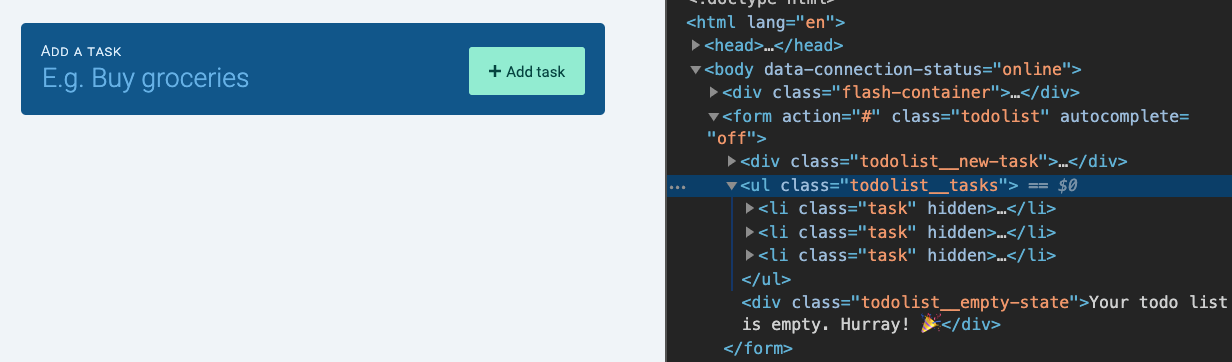 Add a task
E.g. Buy groceries
+ Add task
<!doctype html>
<html lang="en">
▶<head>…</head>
▼<body data-connection-status="online">
▶<div class="flash-container">…</div>
▼<form action="#" class="todolist" autocomplete=
"off">
▶<div class="todolist__new-task">…</div>
… ▼<ul class="todolist__tasks"> == $0
▶<li class="task" hidden>…</li>
▶<li class="task" hidden>…</li>
▶<li class="task" hidden>…</li>
</ul>
<div class="todolist__empty-state">Your todo list
is empty. Hurray! 🎉</div>
</form>